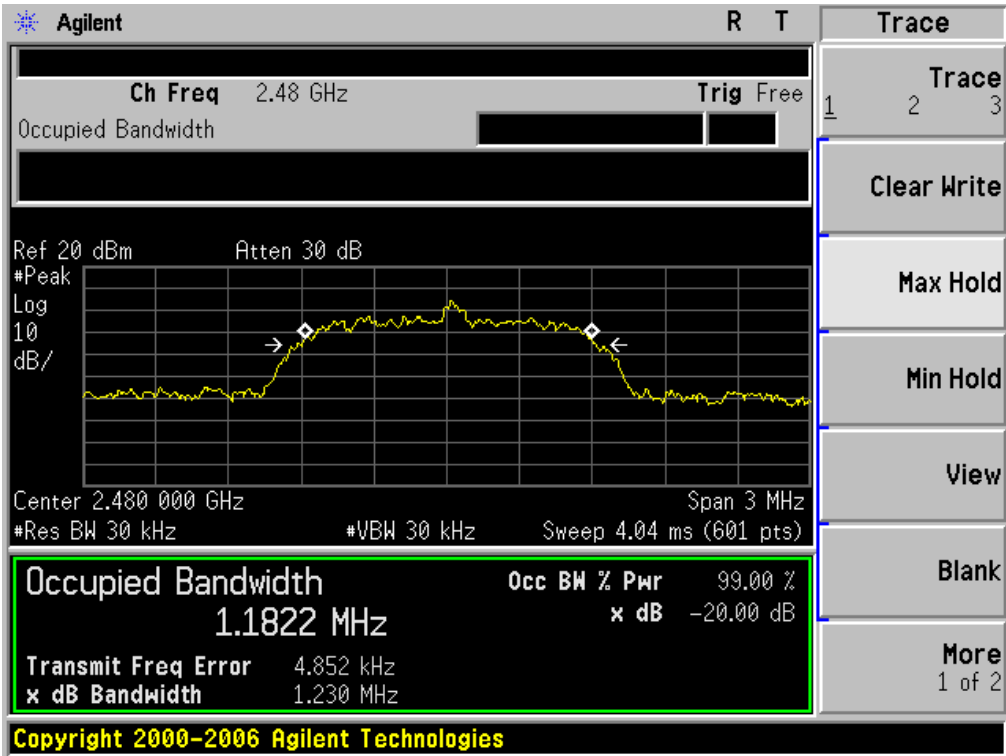 Agilent
R T
Trace
Ch Freq 2.48 GHz
Trig Free
Occupied Bandwidth
Ref 20 dBm
Atten 30 dB
#Peak
Log
10
dB/
Center 2.480 000 GHz
Span 3 MHz
#Res BW 30 kHz
#VBW 30 kHz
Sweep 4.04 ms (601 pts)
Occupied Bandwidth
1.1822 MHz
Occ BW % Pwr 99.00 %
x dB -20.00 dB
Transmit Freq Error 4.852 kHz
x dB Bandwidth 1.230 MHz
Trace
1 2 3
Clear Write
Max Hold
Min Hold
View
Blank
More
1 of 2
Copyright 2000-2006 Agilent Technologies